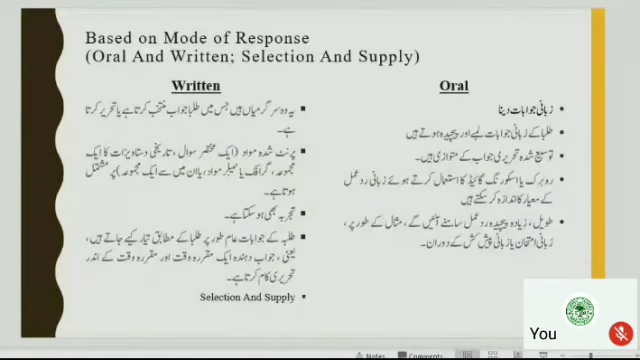 Based on Mode of Response
(Oral And Written; Selection And Supply)
Written
یہ وہ سرگرمیاں ہیں جس میں طلبا جواب منتخب کرتا ہے یا تحریر کرتا
ہے۔
پرنٹ شدہ مواد (ایک مختصر سوال، تاریخی دستاویزات کا ایک
مجموعہ، گرافک یا ٹیبلر مواد، یا ان میں سے ایک مجموعہ) پر مشتمل
ہوتا ہے۔
تجربہ بھی ہو سکتا ہے۔
طلبہ کے جوابات عام طور پر طلبا کے مطابق تیار کیے جاتے ہیں،
یعنی، جواب دہندہ ایک مقررہ وقت اور مقررہ وقت کے اندر
تحریری کام کرتا ہے۔
Selection And Supply
Oral
زبانی جوابات دینا
طلبا کے زبانی جوابات لمبے اور پیچیدہ ہوتے ہیں
توسیع شدہ تحریری جواب کے متوازی ہیں۔
روبرک یا اسکورنگ گائیڈ کا استعمال کرتے ہوئے زبانی ردعمل
کے معیار کا اندازہ کر سکتے ہیں
طویل، زیادہ پیچیدہ ردعمل سامنے آئیں گے، مثال کے طور پر،
زبانی امتحان یا زبانی پیش کش کے دوران۔
You
Notes
Comments